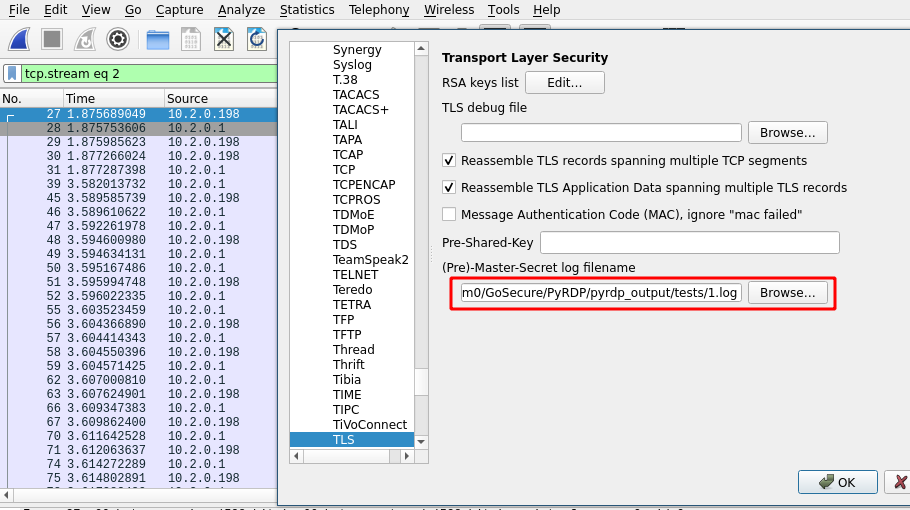 File Edit View Go Capture Analyze Statistics Telephony Wireless Tools Help
tcp.stream eq 2
No. Time Source
27 1.875689049 10.2.0.198
28 1.875753606 10.2.0.1
29 1.875985623 10.2.0.198
30 1.877266024 10.2.0.198
31 1.877287398 10.2.0.1
39 3.582013732 10.2.0.1
45 3.589585739 10.2.0.198
46 3.589610622 10.2.0.1
47 3.592261978 10.2.0.1
48 3.594600980 10.2.0.198
49 3.594634131 10.2.0.1
50 3.595167486 10.2.0.1
51 3.595994748 10.2.0.198
52 3.596022335 10.2.0.1
55 3.603523459 10.2.0.1
56 3.604366890 10.2.0.198
57 3.604414343 10.2.0.1
58 3.604550396 10.2.0.198
59 3.604571425 10.2.0.1
62 3.607000810 10.2.0.1
63 3.607624901 10.2.0.198
66 3.609347383 10.2.0.1
67 3.609862400 10.2.0.198
70 3.611642528 10.2.0.1
71 3.612063637 10.2.0.198
74 3.614272289 10.2.0.1
75 3.614802891 10.2.0.198
Synergy
Syslog
T.38
TACACS
TACACS+
TALI
TAPA
TCAP
TCP
TCPENCAP
TCPROS
TDMoE
TDMoP
TDS
TeamSpeak2
TELNET
Teredo
TETRA
TFP
TFTP
Thread
Thrift
Tibia
TIME
TIPC
TiVoConnect
TLS
Transport Layer Security
RSA keys list Edit...
TLS debug file
Browse...
Reassemble TLS records spanning multiple TCP segments
Reassemble TLS Application Data spanning multiple TLS records
Message Authentication Code (MAC), ignore "mac failed"
Pre-Shared-Key
(Pre)-Master-Secret log filename
m0/GoSecure/PyRDP/pyrdp_output/tests/1.log Browse...
OK